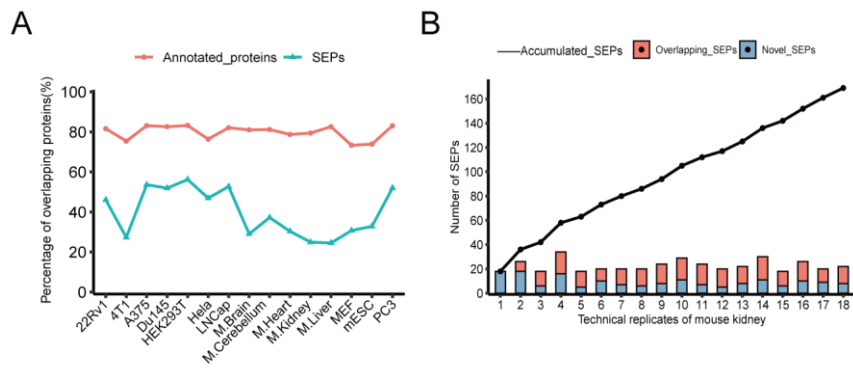 A
Annotated_proteins SEPs
Percentage of overlapping proteins(%)
100
80
60
40
20
0
22Rv1
4T1
A375
Du145
HEK293T
Hela
LNCap
M.Brain
M.Cerebellum
M.Heart
M.Kidney
M.Liver
MEF
mESC
PC3
B
Accumulated_SEPs Overlapping_SEPs Novel_SEPs
Number of SEPs
160
140
120
100
80
60
40
20
0
1 2 3 4 5 6 7 8 9 10 11 12 13 14 15 16 17 18
Technical replicates of mouse kidney